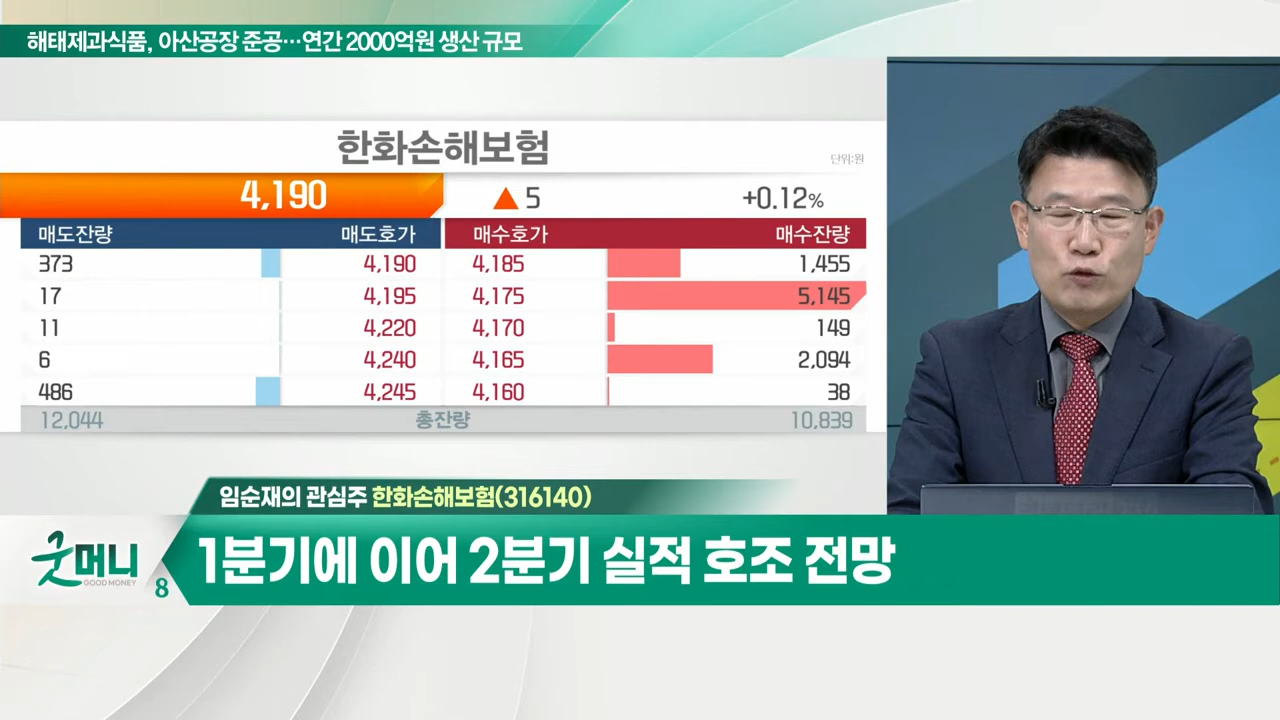 해태제과식품, 아산공장 준공…연간 2000억원 생산 규모
한화손해보험
단위:원
4,190 ▲ 5 +0.12%
매도잔량 매도호가 매수호가 매수잔량
373 4,190 4,185 1,455
17 4,195 4,175 5,145
11 4,220 4,170 149
6 4,240 4,165 2,094
486 4,245 4,160 38
12,044 총잔량 10,839
임순재의 관심주 한화손해보험(316140)
굿머니
GOOD MONEY
8
1분기에 이어 2분기 실적 호조 전망